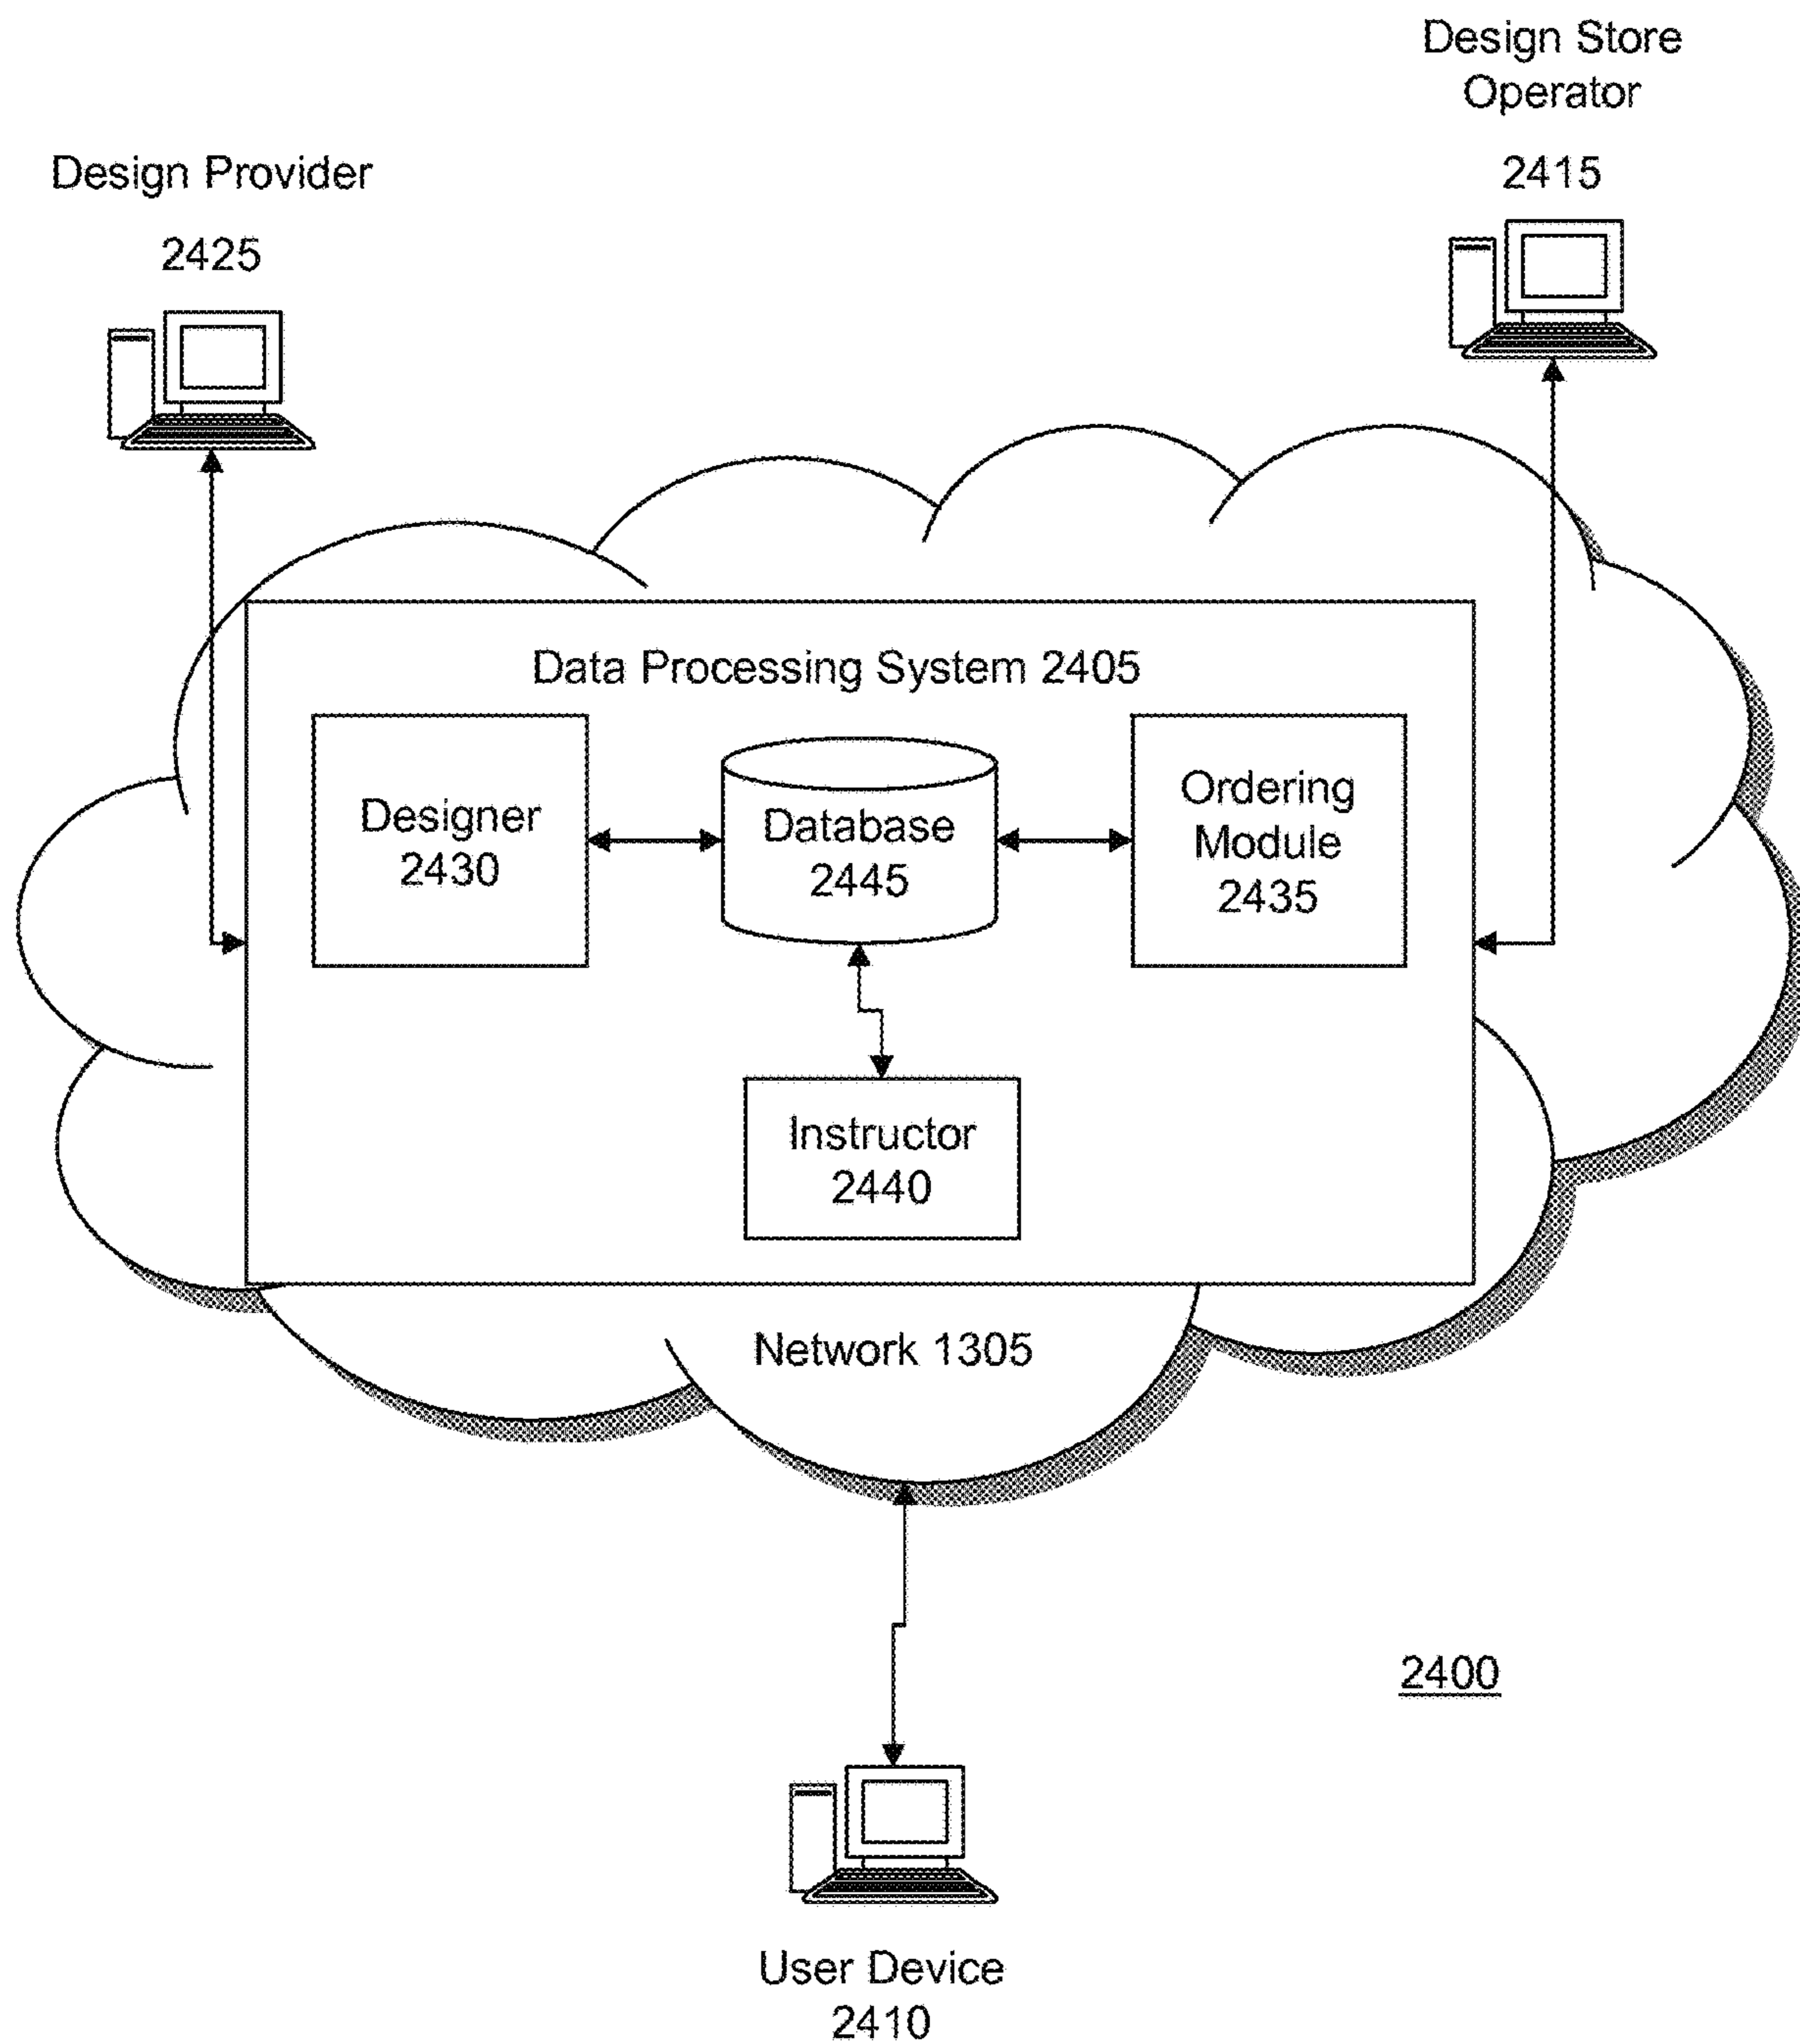 Design Store
Operator
2415
Design Provider
2425
Data Processing System 2405
Designer
2430
Database
2445
Ordering
Module
2435
Instructor
2440
Network 1305
2400
User Device
2410